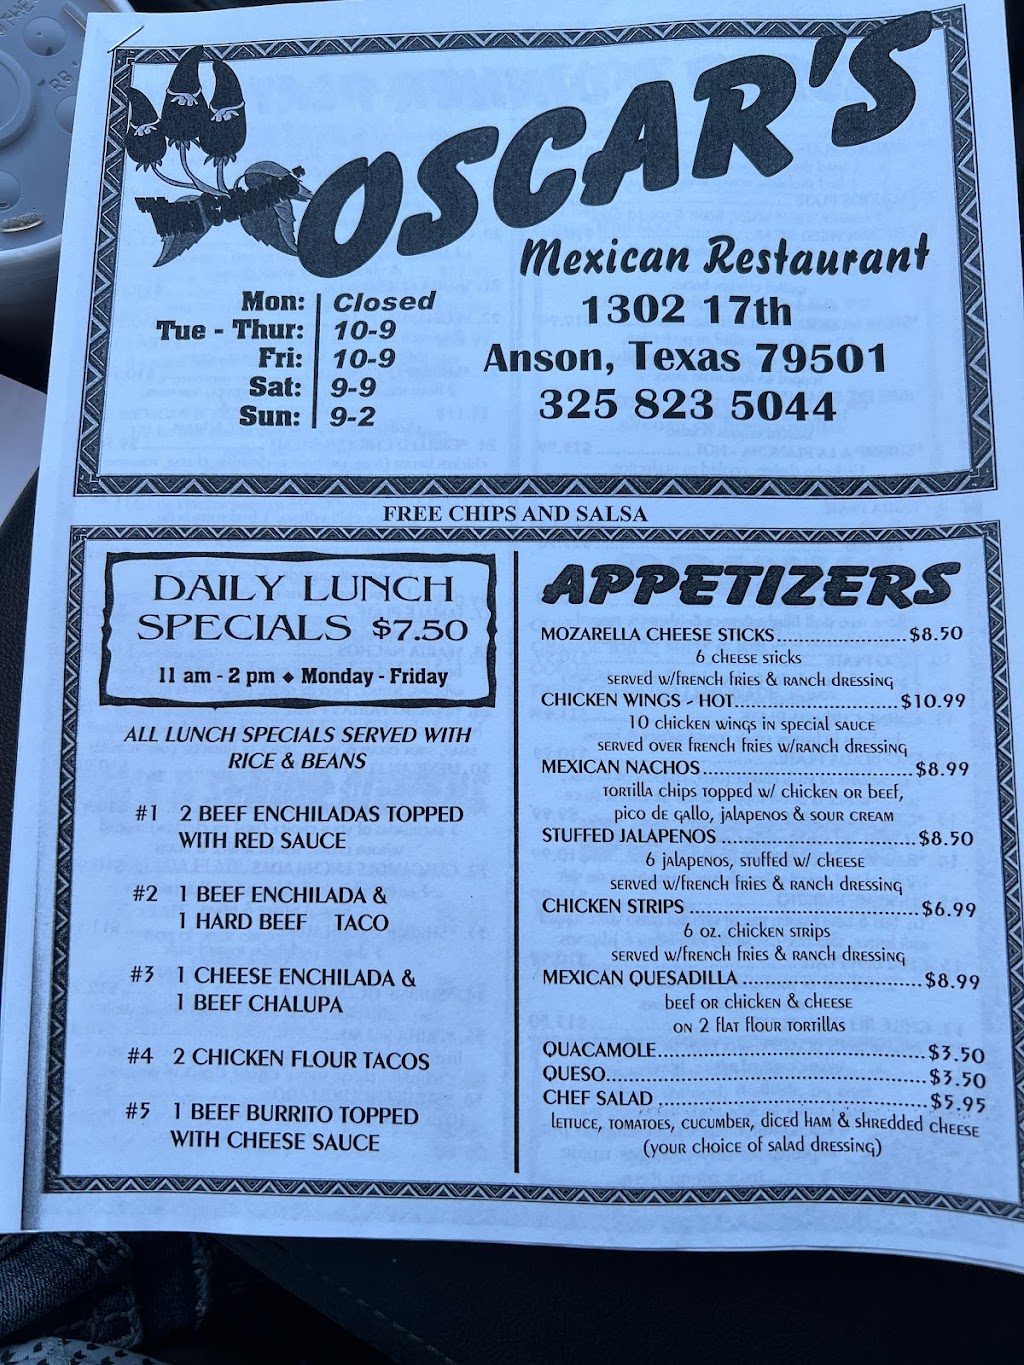 OSCAR'S
Mexican Restaurant
Mon: Closed
Tue - Thur: 10-9
Fri: 10-9
Sat: 9-9
Sun: 9-2
1302 17th
Anson, Texas 79501
325 823 5044
FREE CHIPS AND SALSA
DAILY LUNCH
SPECIALS $7.50
11 am - 2 pm ◆ Monday - Friday
ALL LUNCH SPECIALS SERVED WITH
RICE & BEANS
#1 2 BEEF ENCHILADAS TOPPED
WITH RED SAUCE
#2 1 BEEF ENCHILADA &
1 HARD BEEF TACO
#3 1 CHEESE ENCHILADA &
1 BEEF CHALUPA
#4 2 CHICKEN FLOUR TACOS
#5 1 BEEF BURRITO TOPPED
WITH CHEESE SAUCE
APPETIZERS
MOZARELLA CHEESE STICKS....................$8.50
6 CHEESE STICKS
SERVED W/FRENCH FRIES & RANCH DRESSING
CHICKEN WINGS - HOT.........................$10.99
10 CHICKEN WINGS IN SPECIAL SAUCE
SERVED OVER FRENCH FRIES W/RANCH DRESSING
MEXICAN NACHOS................................$8.99
TORTILLA CHIPS TOPPED W/ CHICKEN OR BEEF,
PICO DE GALLO, JALAPENOS & SOUR CREAM
STUFFED JALAPENOS..............................$8.50
6 JALAPENOS, STUFFED W/ CHEESE
SERVED W/FRENCH FRIES & RANCH DRESSING
CHICKEN STRIPS...................................$6.99
6 OZ. CHICKEN STRIPS
SERVED W/FRENCH FRIES & RANCH DRESSING
MEXICAN QUESADILLA...........................$8.99
BEEF OR CHICKEN & CHEESE
ON 2 FLAT FLOUR TORTILLAS
QUACAMOLE........................................$3.50
QUESO................................................$3.50
CHEF SALAD.........................................$5.95
LETTUCE, TOMATOES, CUCUMBER, DICED HAM & SHREDDED CHEESE
(YOUR CHOICE OF SALAD DRESSING)